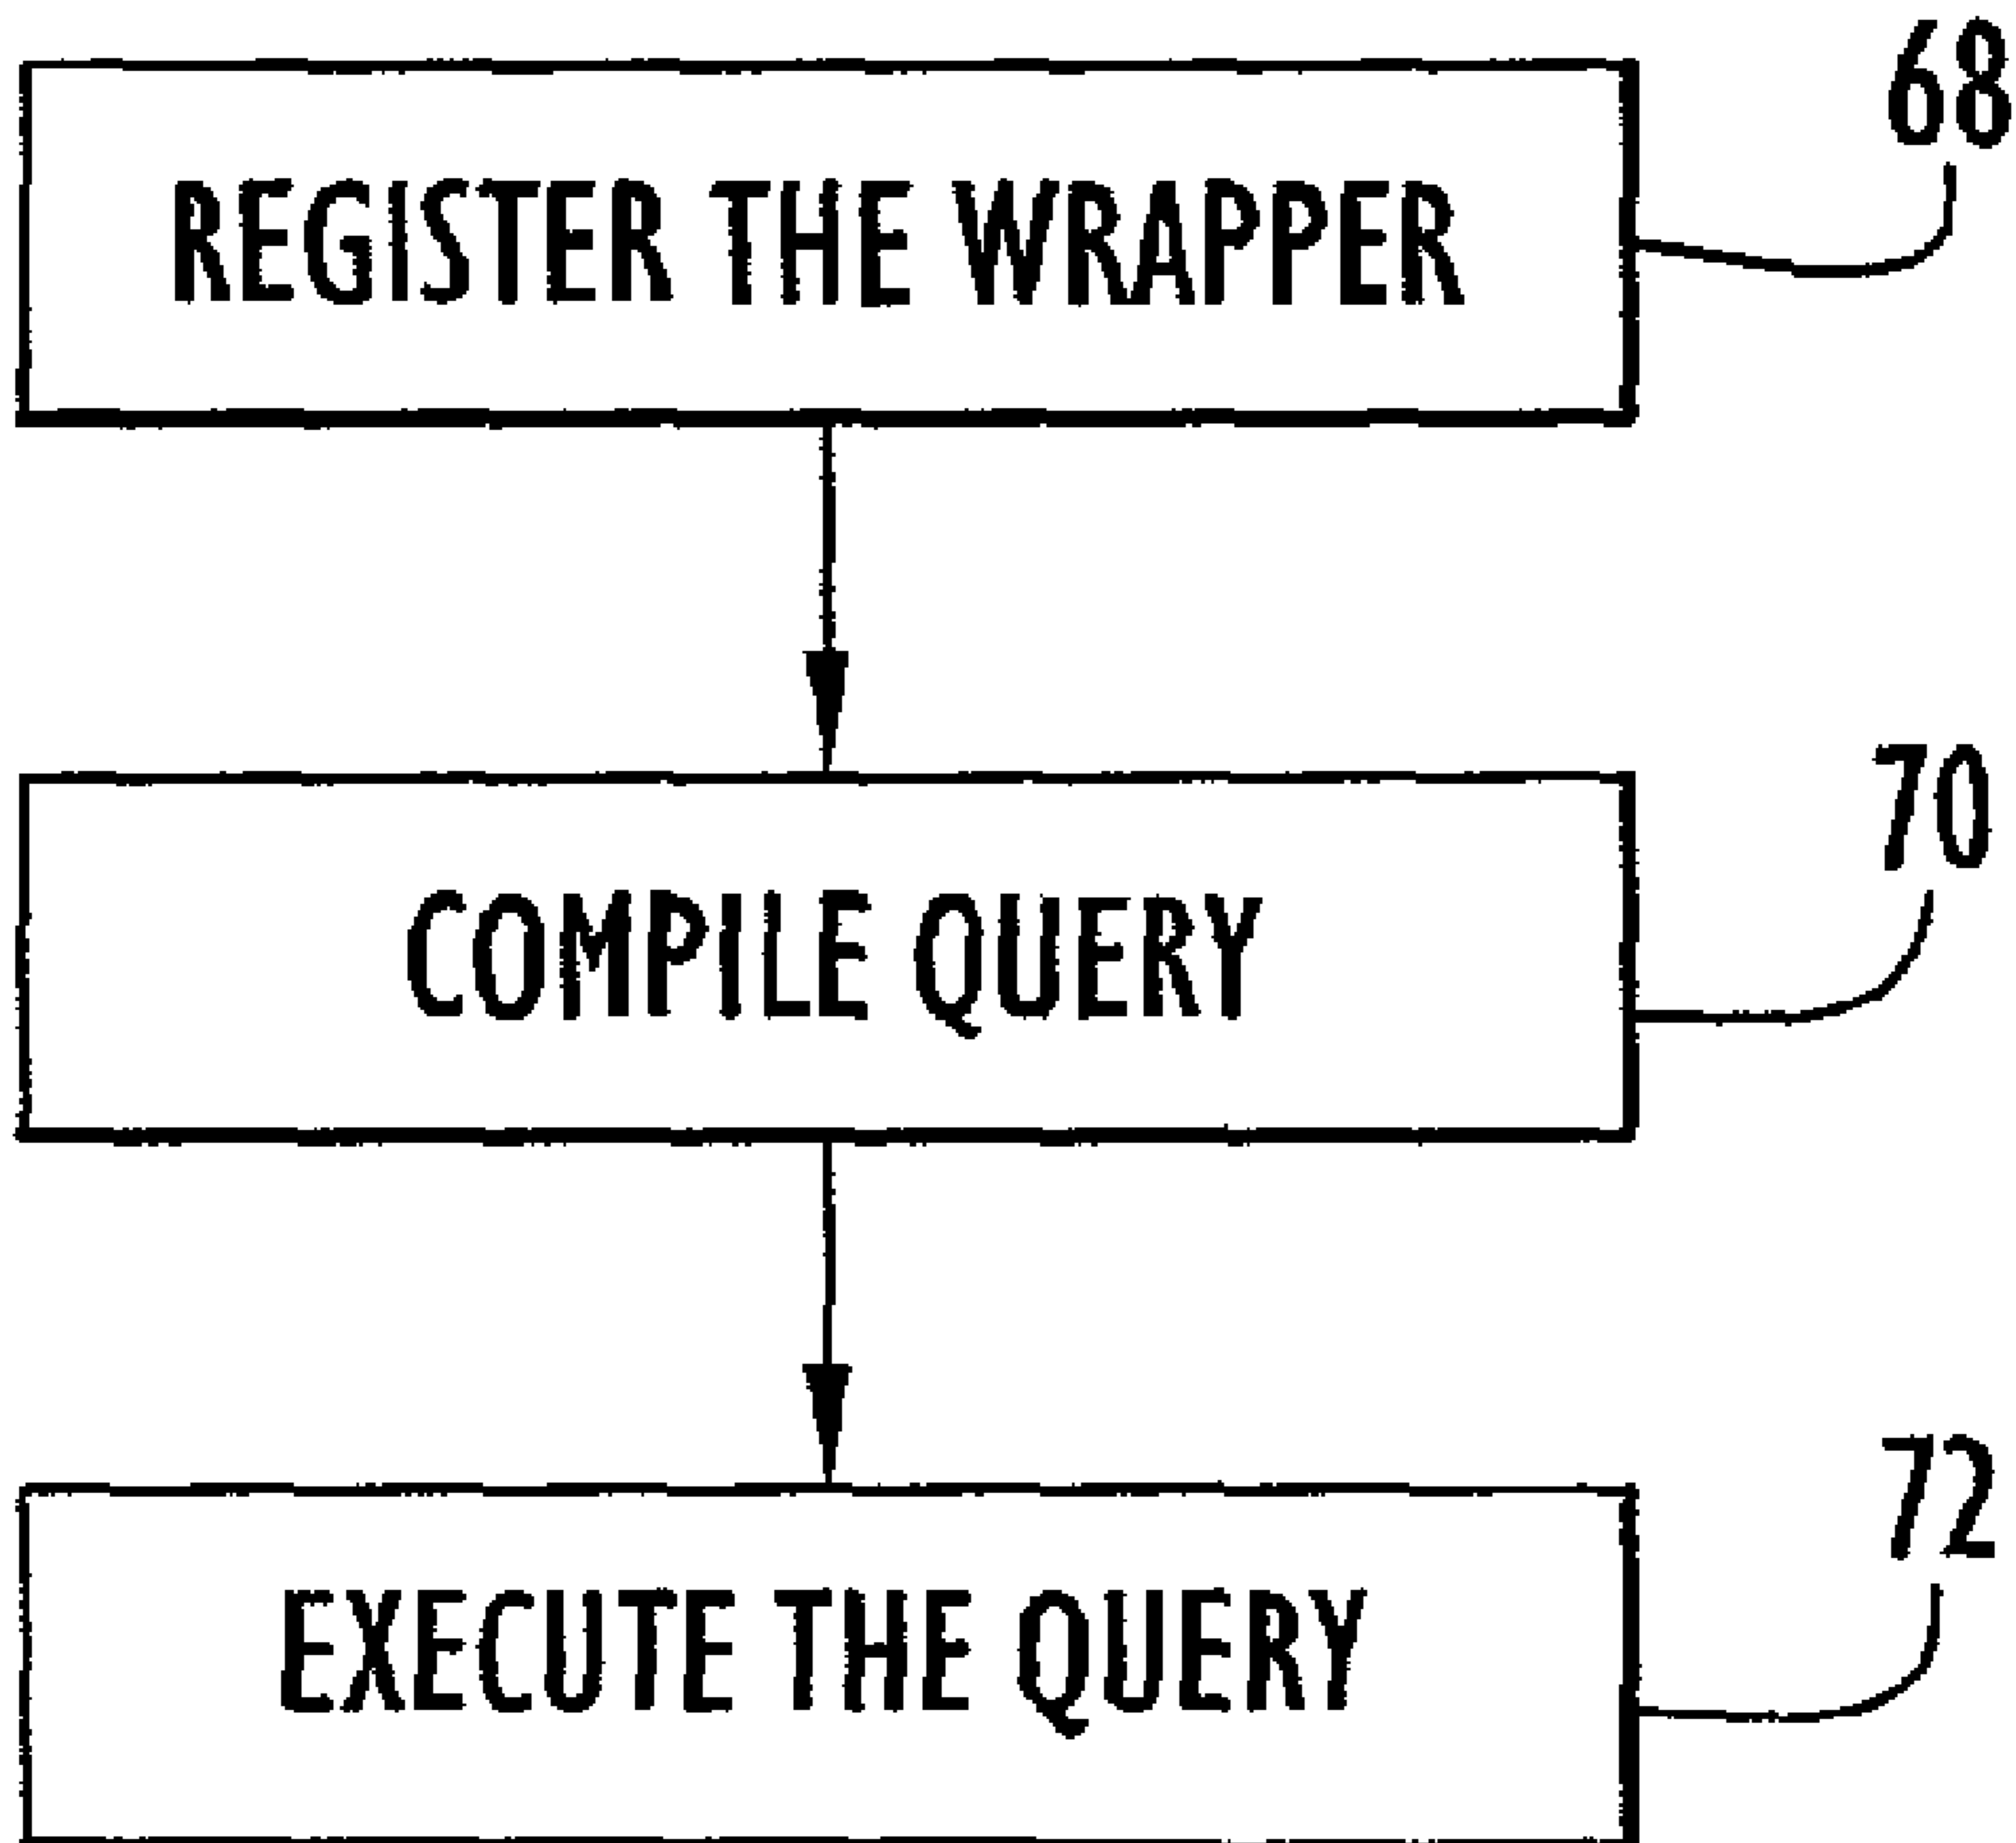 68
REGISTER THE WRAPPER
70
COMPILE QUERY
72
EXECUTE THE QUERY